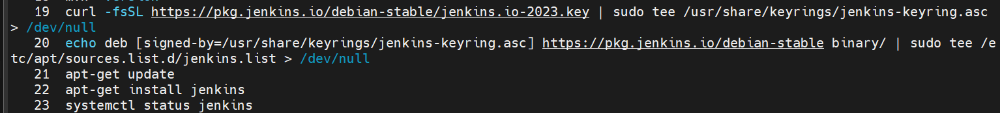 19 curl -fsSL https://pkg.jenkins.io/debian-stable/jenkins.io-2023.key | sudo tee /usr/share/keyrings/jenkins-keyring.asc
> /dev/null
20 echo deb [signed-by=/usr/share/keyrings/jenkins-keyring.asc] https://pkg.jenkins.io/debian-stable binary/ | sudo tee /e
tc/apt/sources.list.d/jenkins.list > /dev/null
21 apt-get update
22 apt-get install jenkins
23 systemctl status jenkins